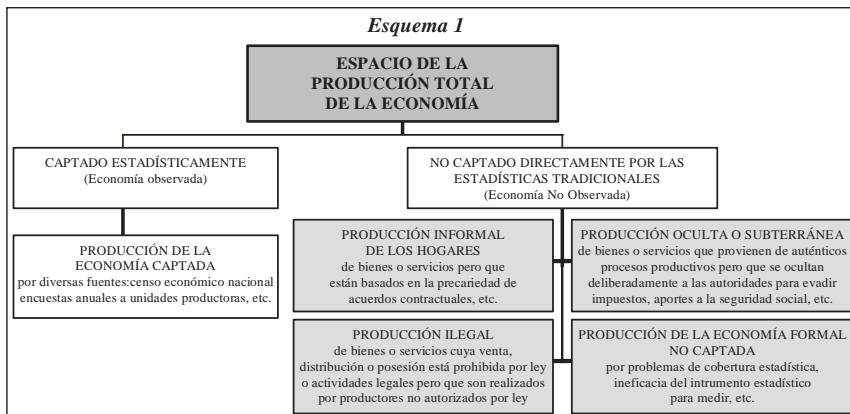 Esquema 1
ESPACIO DE LA
PRODUCCIÓN TOTAL
DE LA ECONOMÍA
CAPTADO ESTADÍSTICAMENTE
(Economía observada)
NO CAPTADO DIRECTAMENTE POR LAS
ESTADÍSTICAS TRADICIONALES
(Economía No Observada)
PRODUCCIÓN DE LA
ECONOMÍA CAPTADA
por diversas fuentes:censo económico nacional
encuestas anuales a unidades productoras, etc.
PRODUCCIÓN INFORMAL
DE LOS HOGARES
de bienes o servicios pero que
están basados en la precariedad de
acuerdos contractuales, etc.
PRODUCCIÓN OCULTA O SUBTERRÁNEA
de bienes o servicios que provienen de auténticos
procesos productivos pero que se ocultan
deliberadamente a las autoridades para evadir
impuestos, aportes a la seguridad social, etc.
PRODUCCIÓN ILEGAL
de bienes o servicios cuya venta,
distribución o posesión está prohibida por ley
o actividades legales pero que son realizados
por productores no autorizados por ley
PRODUCCIÓN DE LA ECONOMÍA FORMAL
NO CAPTADA
por problemas de cobertura estadística,
ineficacia del intrumento estadístico
para medir, etc.